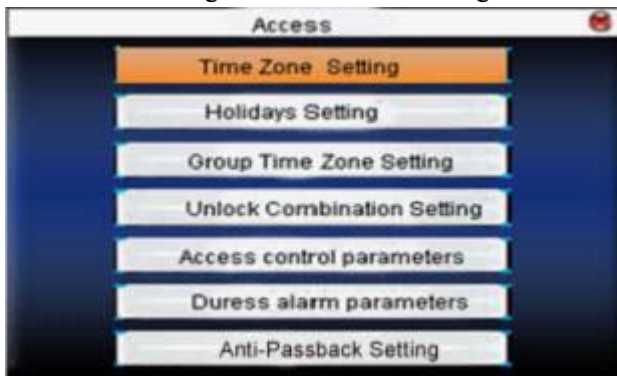 Access
Time Zone Setting
Holidays Setting
Group Time Zone Setting
Unlock Combination Setting
Access control parameters
Duress alarm parameters
Anti-Passback Setting